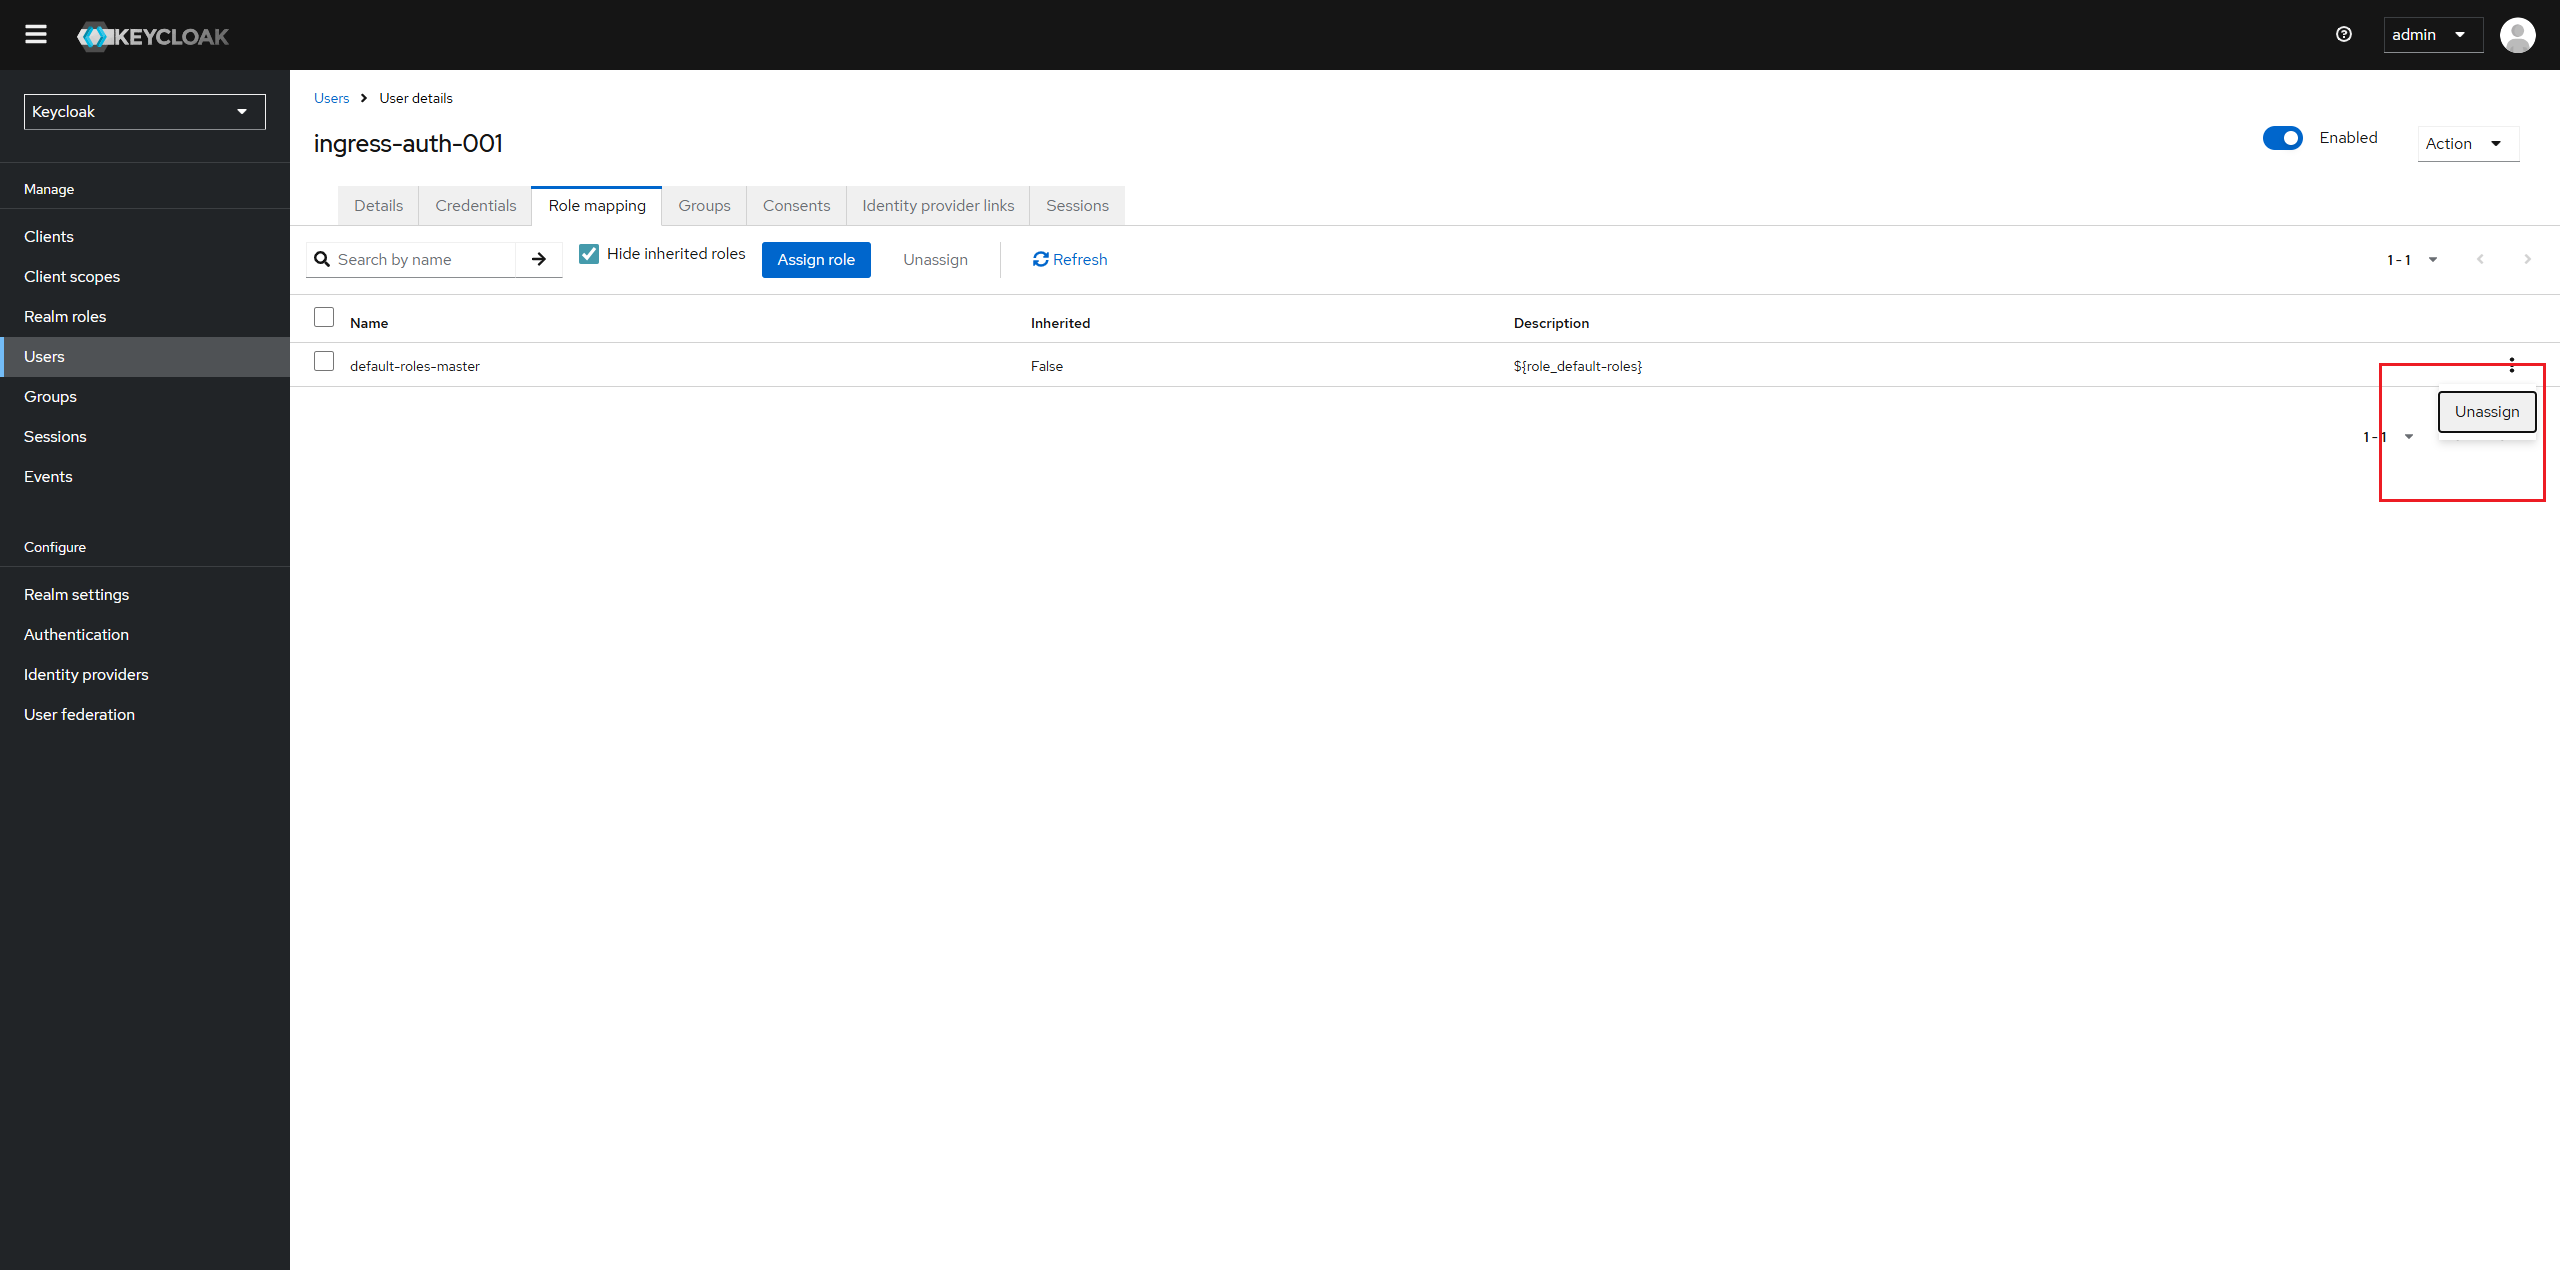 KEYCLOAK
admin
Keycloak
Manage
Clients
Client scopes
Realm roles
Users
Groups
Sessions
Events
Configure
Realm settings
Authentication
Identity providers
User federation
Users > User details
ingress-auth-001
Enabled
Action
Details Credentials Role mapping Groups Consents Identity provider links Sessions
Search by name Hide inherited roles Assign role Unassign Refresh 1 - 1
Name Inherited Description
default-roles-master False ${role_default-roles}
Unassign
1 - 1